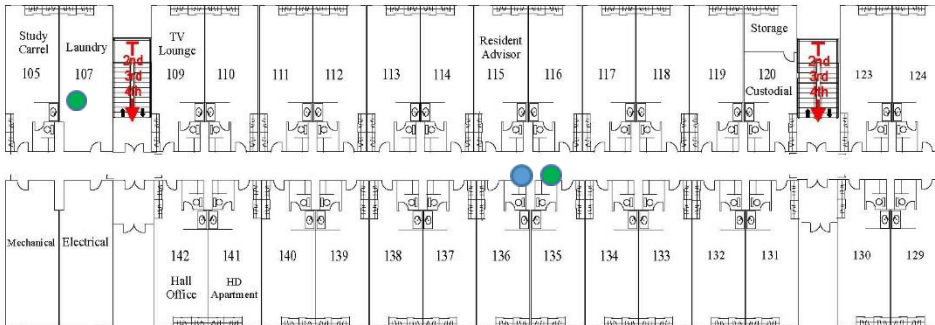 Study
Carrel
105
Laundry
107
T
2nd
3rd
4th
TV
Lounge
109
110
111
112
113
114
Resident
Advisor
115
116
117
118
119
Storage
120
Custodial
T
2nd
3rd
4th
123
124
Mechanical
Electrical
142
Hall
Office
141
HD
Apartment
140
139
138
137
136
135
134
133
132
131
130
129